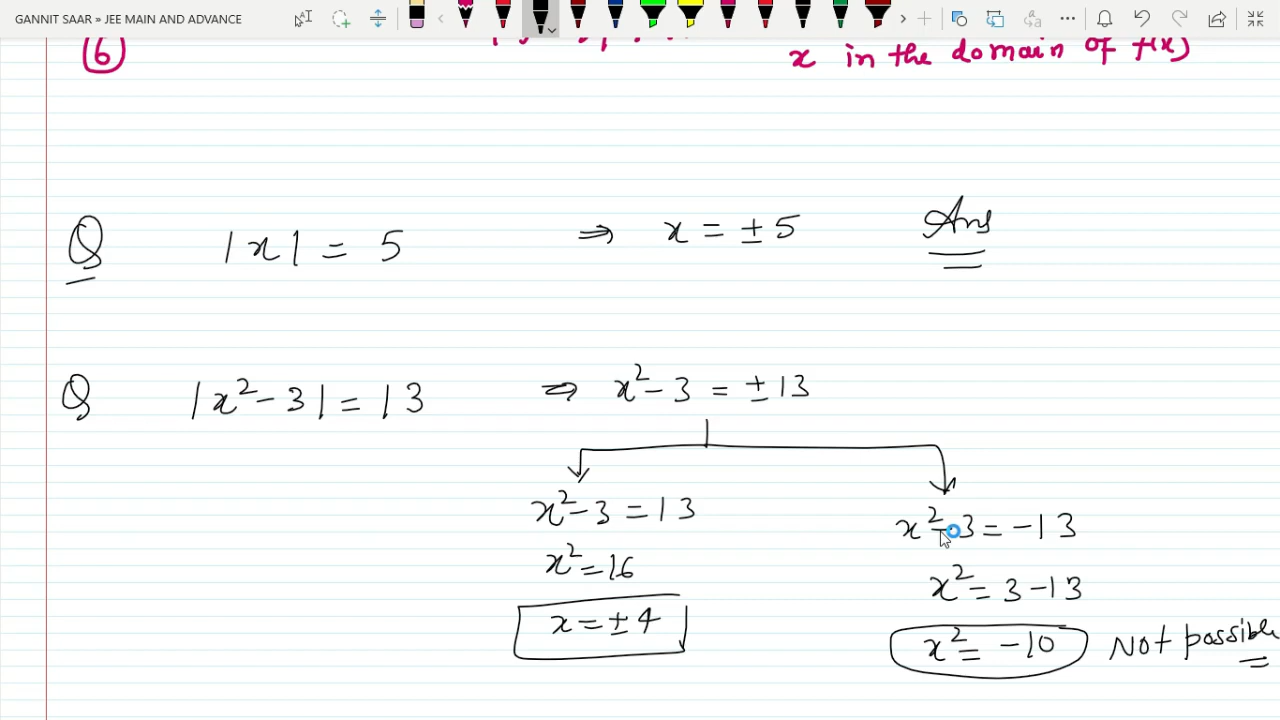 GANNIT SAAR » JEE MAIN AND ADVANCE
6
x in the domain of f(x)
Q |x| = 5 ⇒ x = ± 5 Ans
Q |x² - 3| = 13 ⇒ x² - 3 = ± 13
x² - 3 = 13
x² - 3 = - 13
x² = 16
x² = 3 - 13
x = ± 4
x² = - 10 Not possible